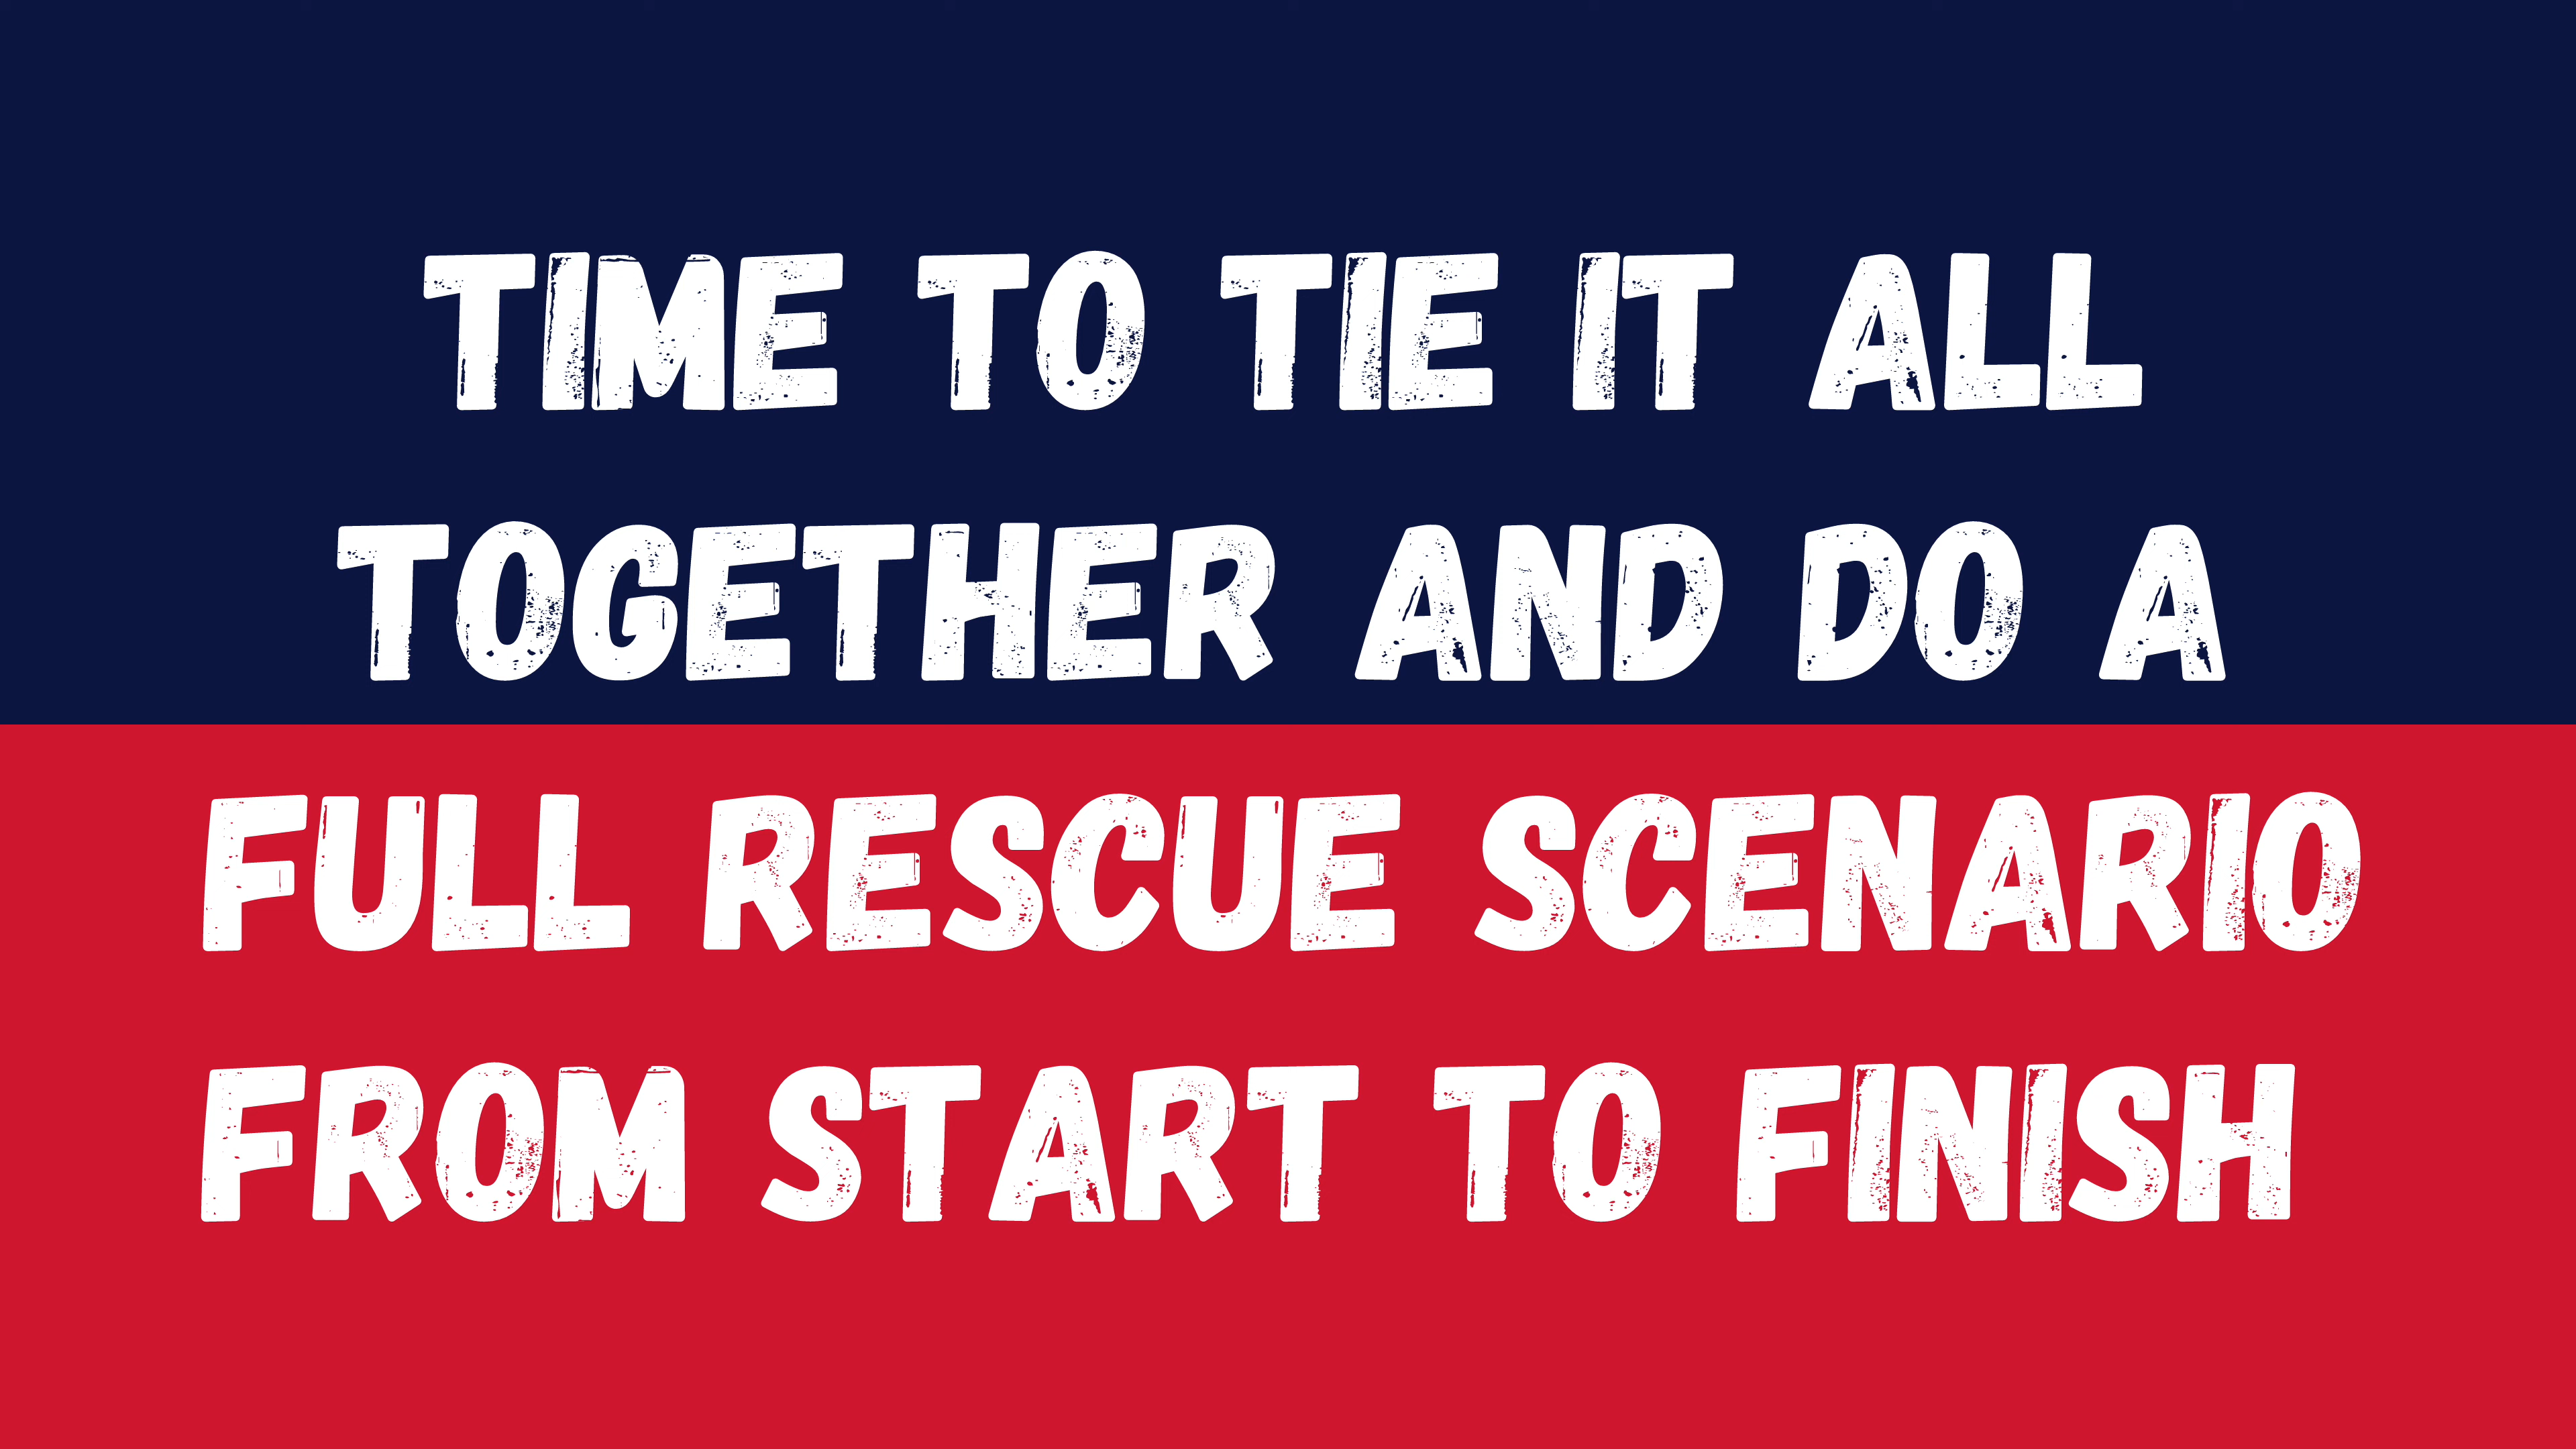 TIME TO TIE IT ALL
TOGETHER AND DO A
FULL RESCUE SCENARIO
FROM START TO FINISH